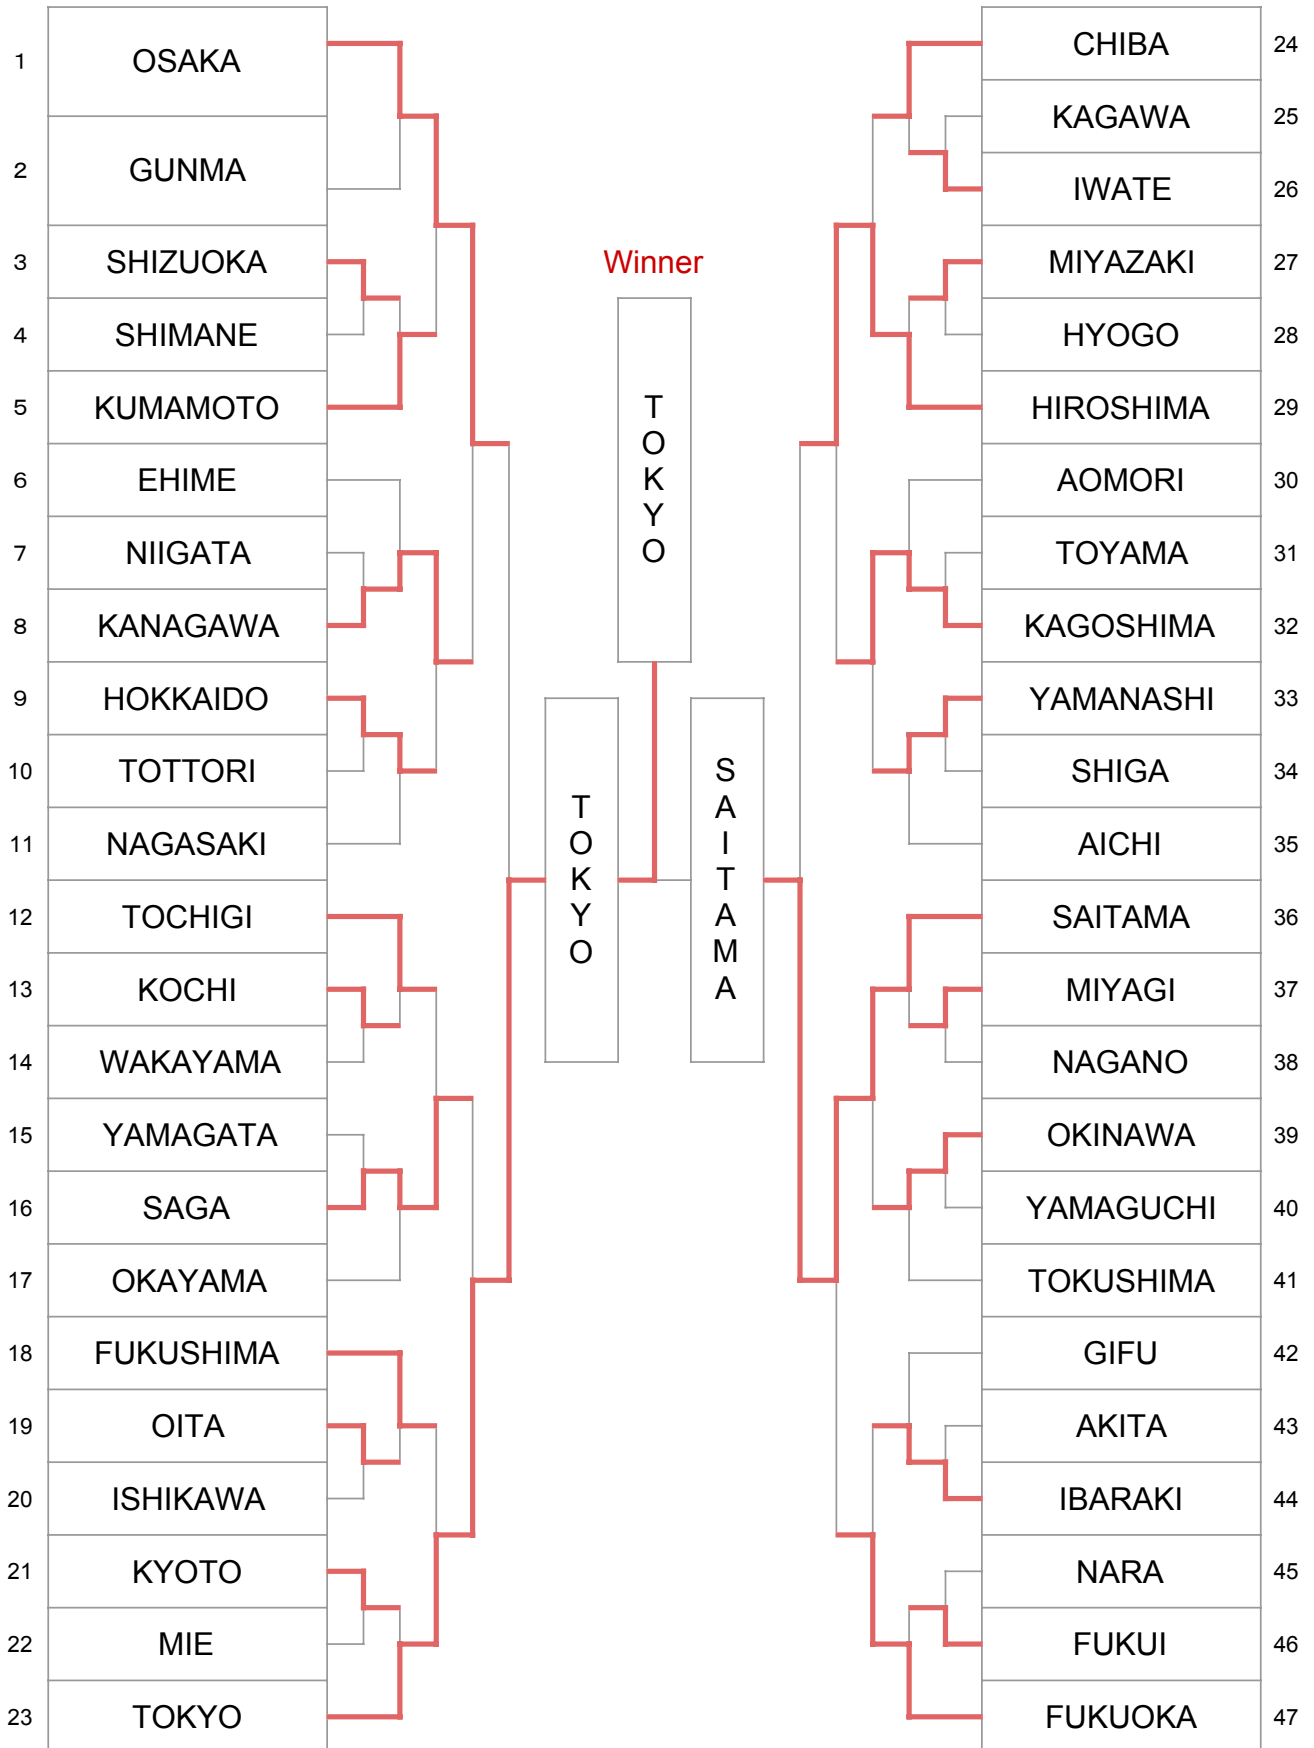 1 OSAKA
2 GUNMA
3 SHIZUOKA
4 SHIMANE
5 KUMAMOTO
6 EHIME
7 NIIGATA
8 KANAGAWA
9 HOKKAIDO
10 TOTTORI
11 NAGASAKI
12 TOCHIGI
13 KOCHI
14 WAKAYAMA
15 YAMAGATA
16 SAGA
17 OKAYAMA
18 FUKUSHIMA
19 OITA
20 ISHIKAWA
21 KYOTO
22 MIE
23 TOKYO
Winner
TOKYO
TOKYO
SAITAMA
CHIBA 24
KAGAWA 25
IWATE 26
MIYAZAKI 27
HYOGO 28
HIROSHIMA 29
AOMORI 30
TOYAMA 31
KAGOSHIMA 32
YAMANASHI 33
SHIGA 34
AICHI 35
SAITAMA 36
MIYAGI 37
NAGANO 38
OKINAWA 39
YAMAGUCHI 40
TOKUSHIMA 41
GIFU 42
AKITA 43
IBARAKI 44
NARA 45
FUKUI 46
FUKUOKA 47